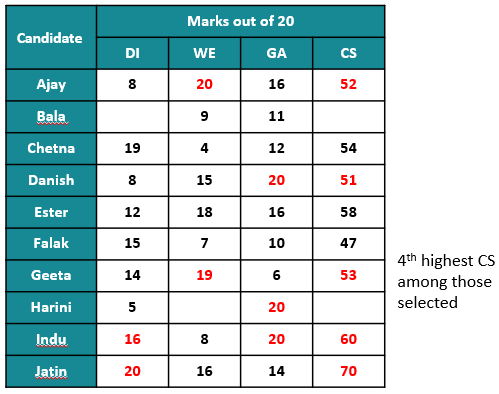 Candidate Marks out of 20
DI WE GA CS
Ajay 8 20 16 52
Bala 9 11
Chetna 19 4 12 54
Danish 8 15 20 51
Ester 12 18 16 58
Falak 15 7 10 47
Geeta 14 19 6 53
Harini 5 20
Indu 16 8 20 60
Jatin 20 16 14 70
4th highest CS
among those
selected